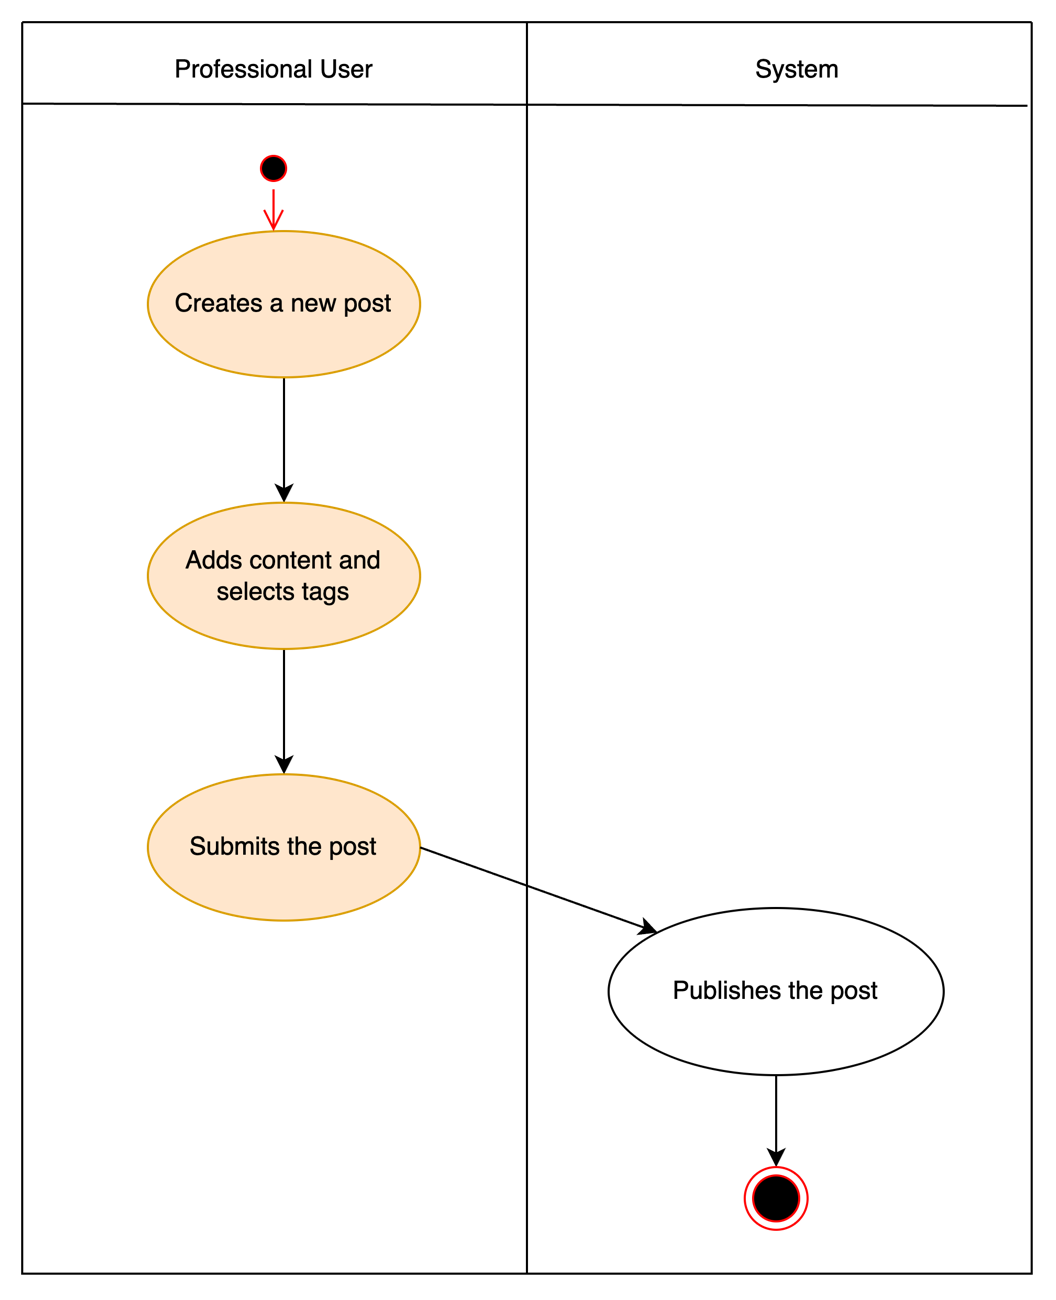 Professional User
System
Creates a new post
Adds content and
selects tags
Submits the post
Publishes the post